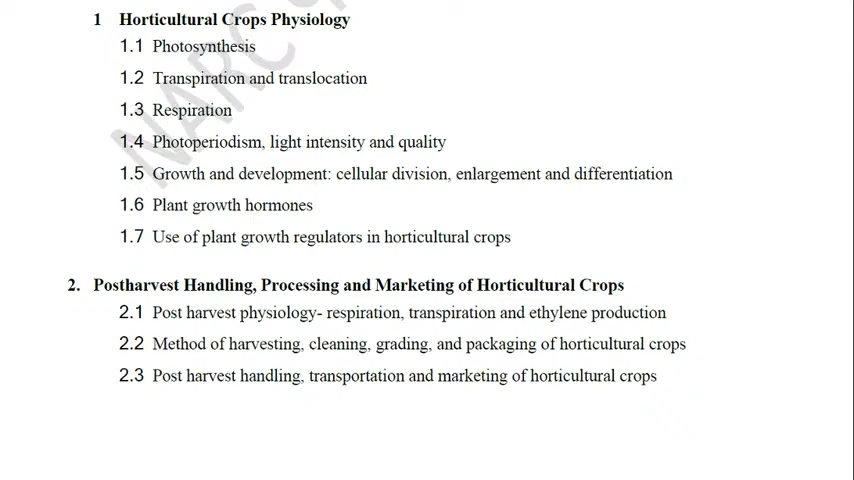 1 Horticultural Crops Physiology
1.1 Photosynthesis
1.2 Transpiration and translocation
1.3 Respiration
1.4 Photoperiodism, light intensity and quality
1.5 Growth and development: cellular division, enlargement and differentiation
1.6 Plant growth hormones
1.7 Use of plant growth regulators in horticultural crops
2. Postharvest Handling, Processing and Marketing of Horticultural Crops
2.1 Post harvest physiology- respiration, transpiration and ethylene production
2.2 Method of harvesting, cleaning, grading, and packaging of horticultural crops
2.3 Post harvest handling, transportation and marketing of horticultural crops
NARC